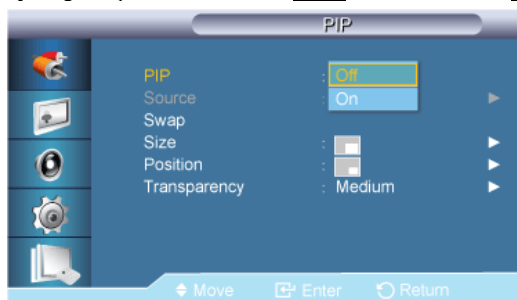 PIP
PIP : Off
Source : On
Swap
Size :
Position :
Transparency : Medium
Move Enter Return